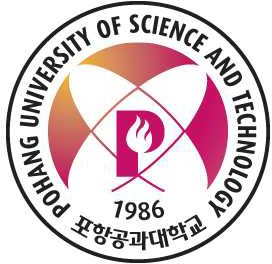 POHANG UNIVERSITY OF SCIENCE AND TECHNOLOGY
P
1986
포항공과대학교